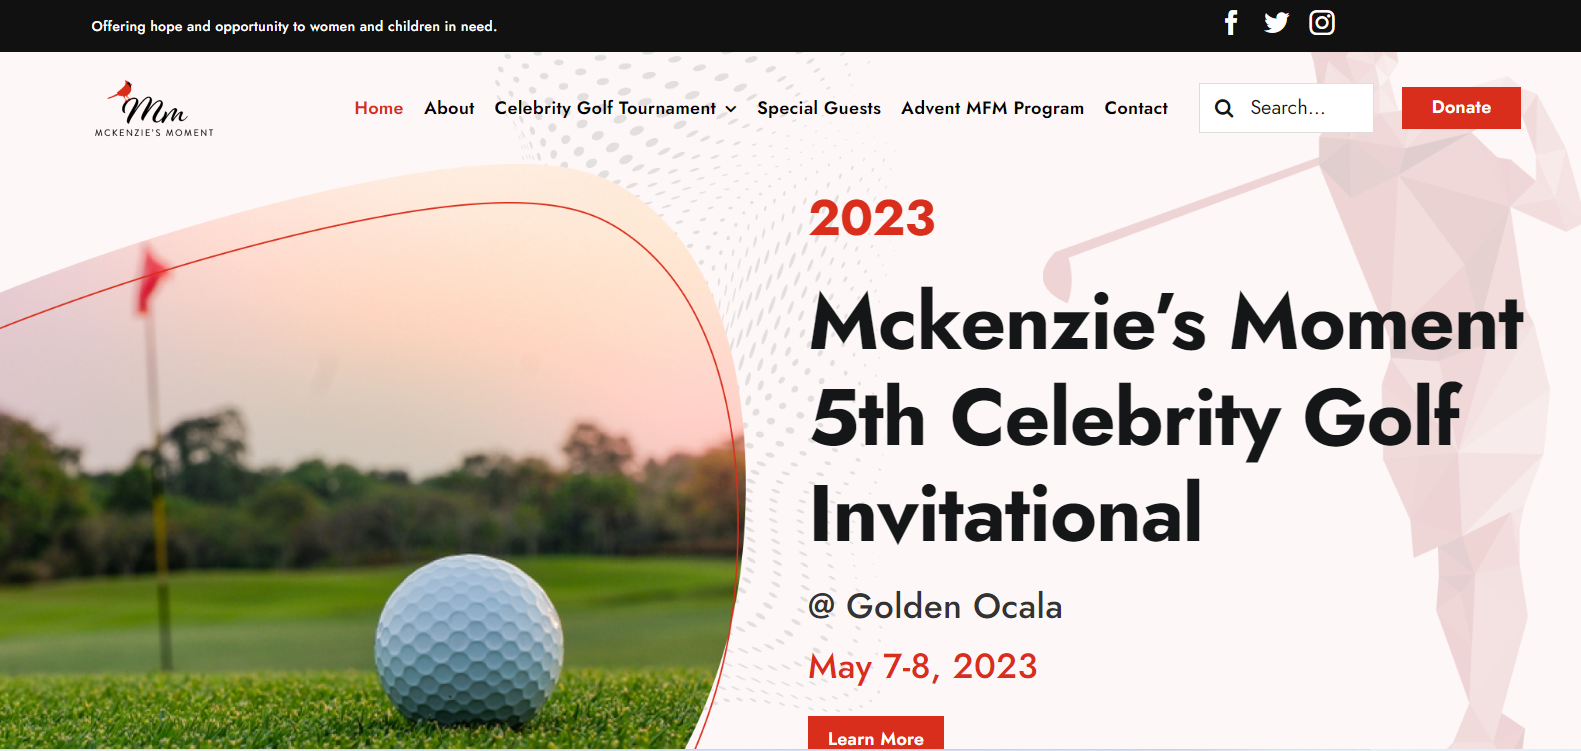 Offering hope and opportunity to women and children in need.
Mm
MCKENZIE'S MOMENT
Home About Celebrity Golf Tournament Special Guests Advent MFM Program Contact Search... Donate
2023
Mckenzie’s Moment
5th Celebrity Golf
Invitational
@ Golden Ocala
May 7-8, 2023
Learn More